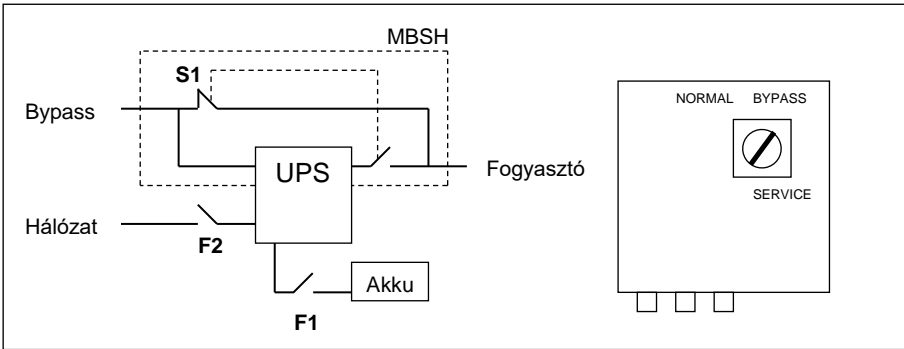 MBSH
S1
Bypass
UPS
Fogyasztó
Hálózat
F2
Akku
F1
NORMAL BYPASS
SERVICE